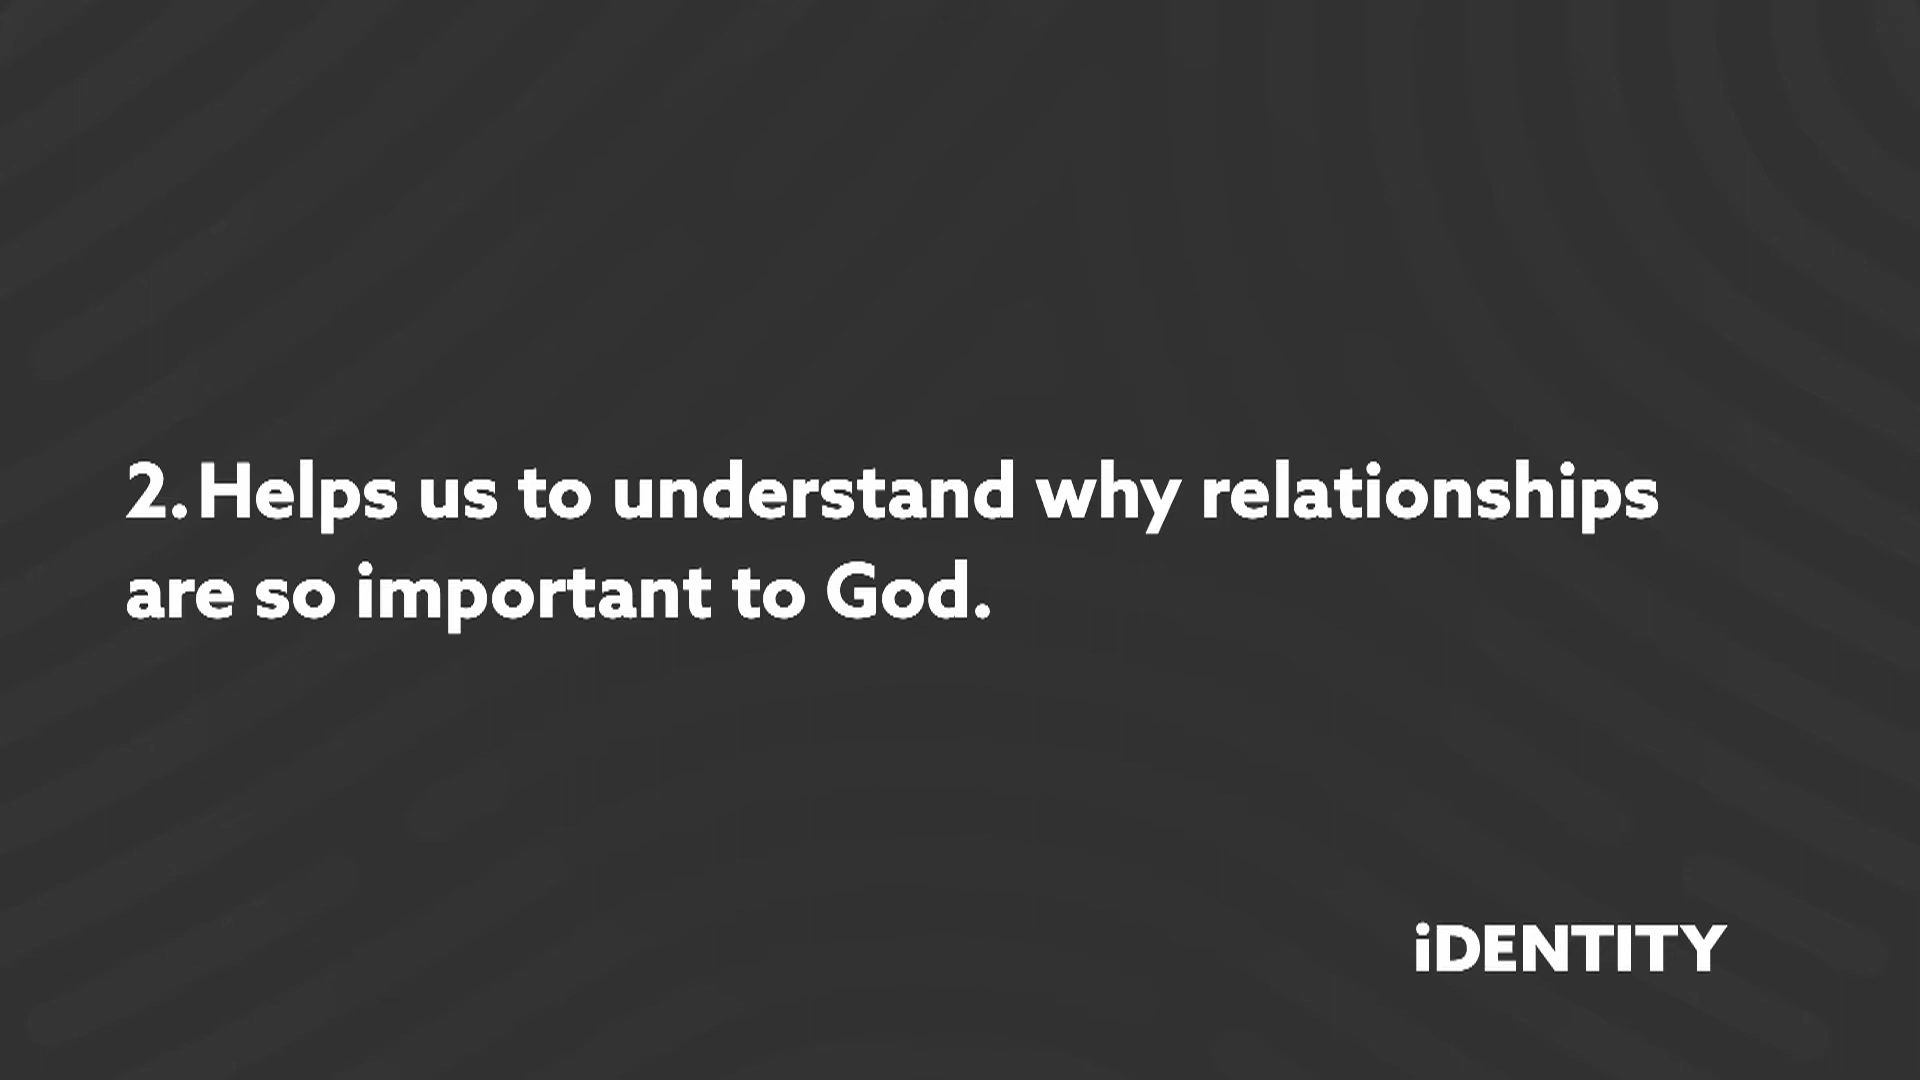 2. Helps us to understand why relationships
are so important to God.
iDENTITY